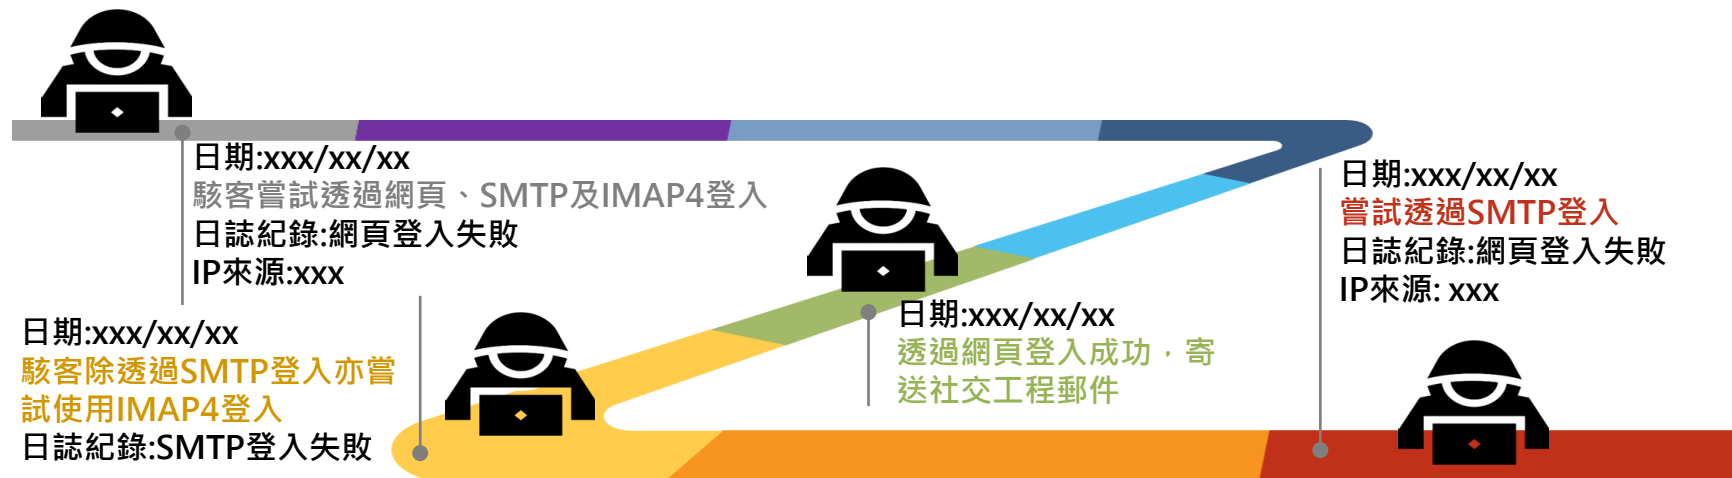 日期:xxx/xx/xx
駭客嘗試透過網頁、SMTP及IMAP4登入
日誌紀錄:網頁登入失敗
IP來源:xxx
日期:xxx/xx/xx
透過網頁登入成功，寄
送社交工程郵件
日期:xxx/xx/xx
駭客除透過SMTP登入亦嘗
試使用IMAP4登入
日誌紀錄:SMTP登入失敗
日期:xxx/xx/xx
嘗試透過SMTP登入
日誌紀錄:網頁登入失敗
IP來源: xxx